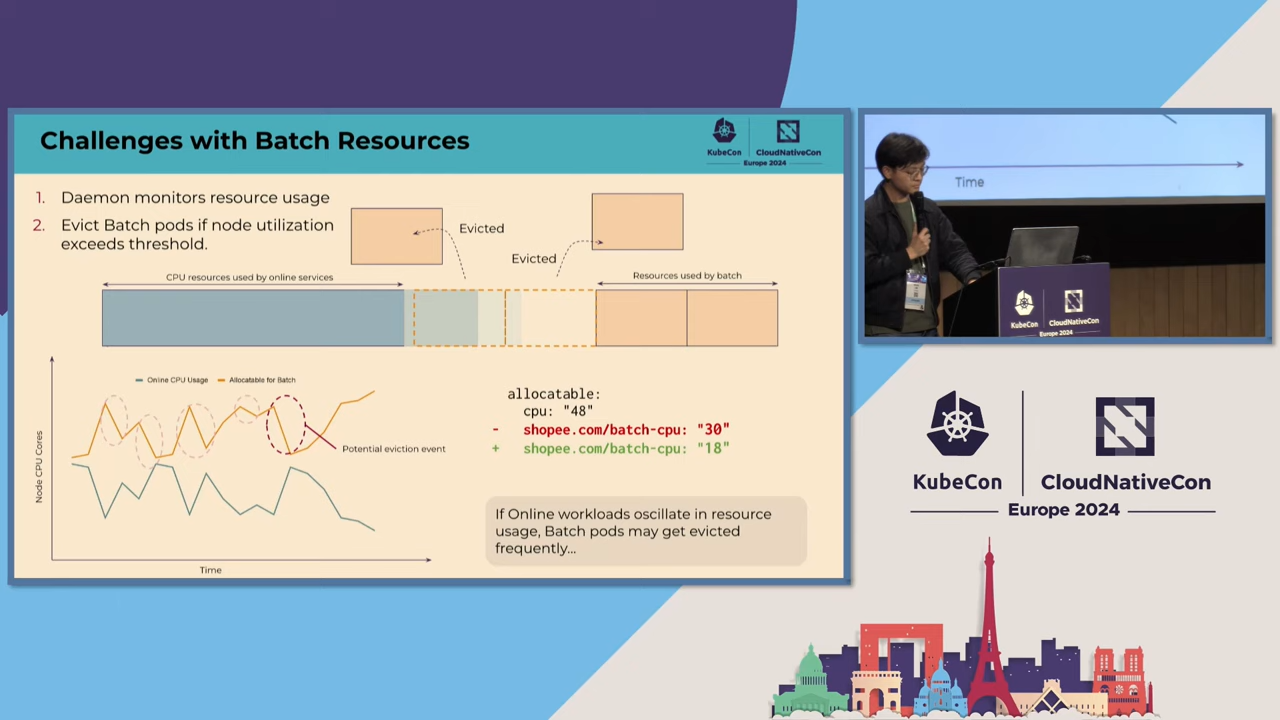 Challenges with Batch Resources
KubeCon
CloudNativeCon
Europe 2024
1. Daemon monitors resource usage
2. Evict Batch pods if node utilization
exceeds threshold.
Evicted
Evicted
CPU resources used by online services
Resources used by batch
Online CPU Usage
Allocatable for Batch
Potential eviction event
Node CPU Cores
Time
allocatable:
cpu: "48"
- shopee.com/batch-cpu: "30"
+ shopee.com/batch-cpu: "18"
If Online workloads oscillate in resource
usage, Batch pods may get evicted
frequently...
Time
KubeCon
CloudNativeCon
Europe 2024
KubeCon
CloudNativeCon
Europe 2024